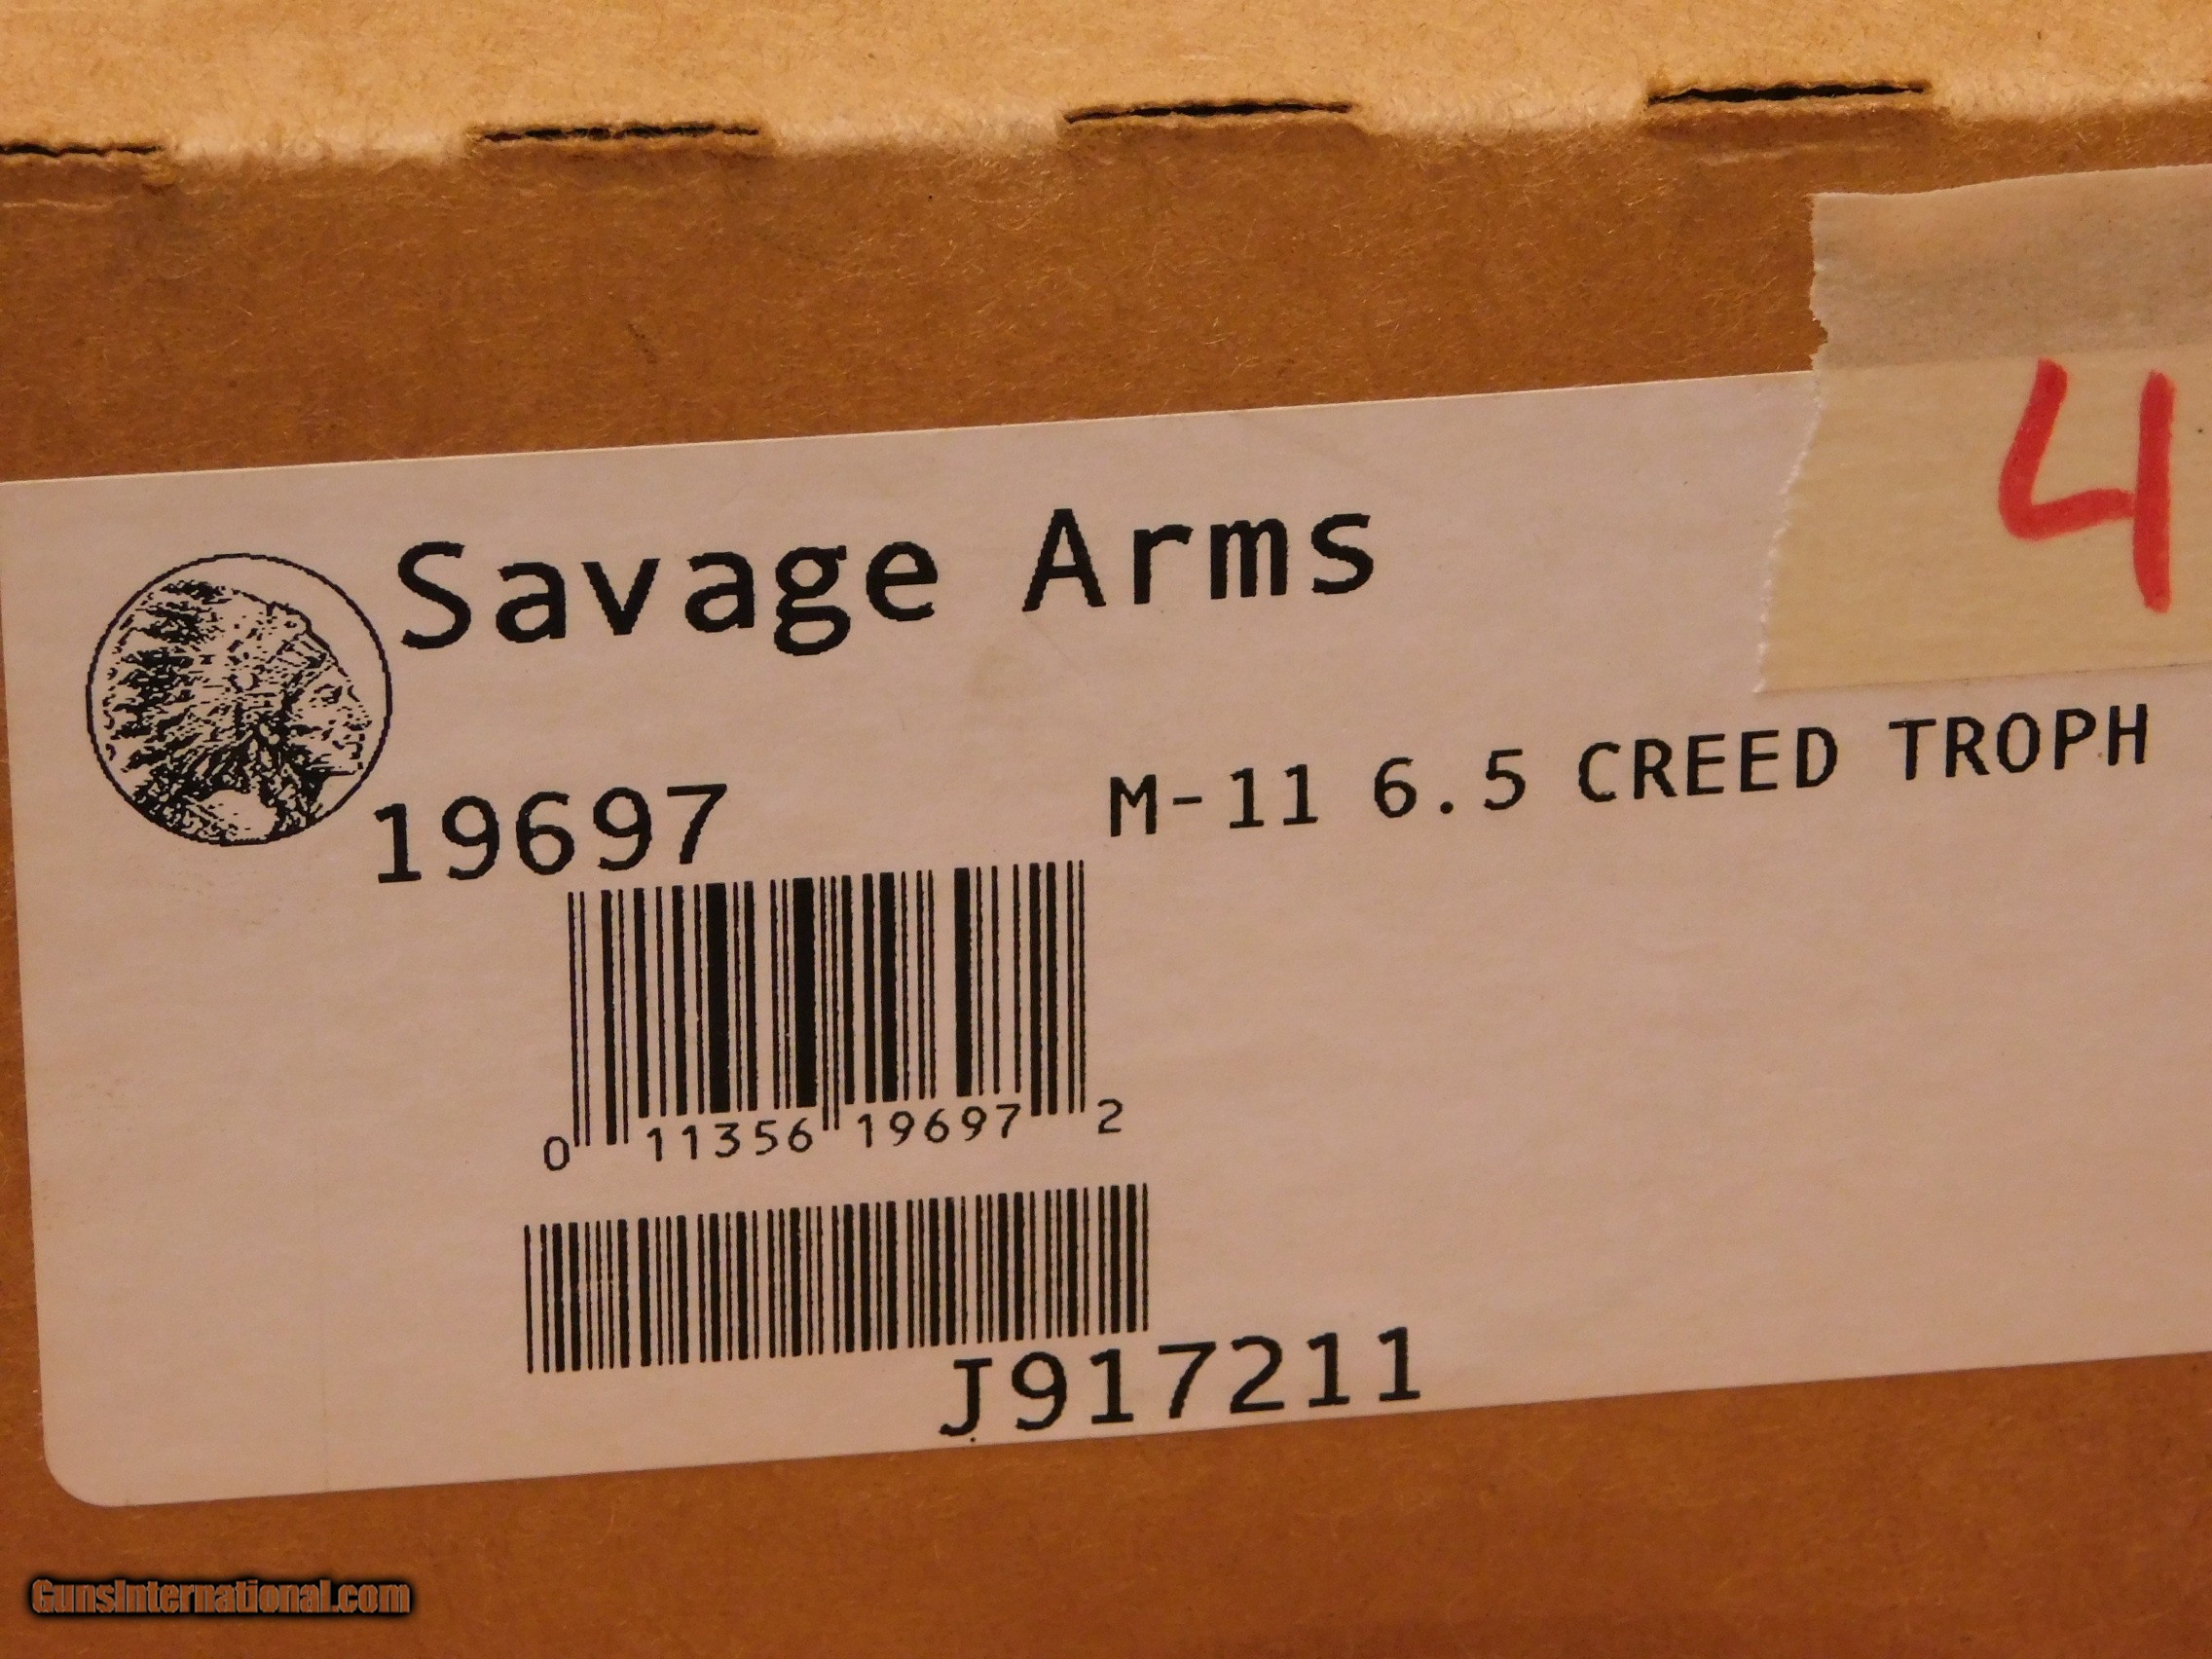 4
Savage Arms
19697
M-11 6.5 CREED TROPH
0 11356 19697 2
J917211
GunsInternational.com